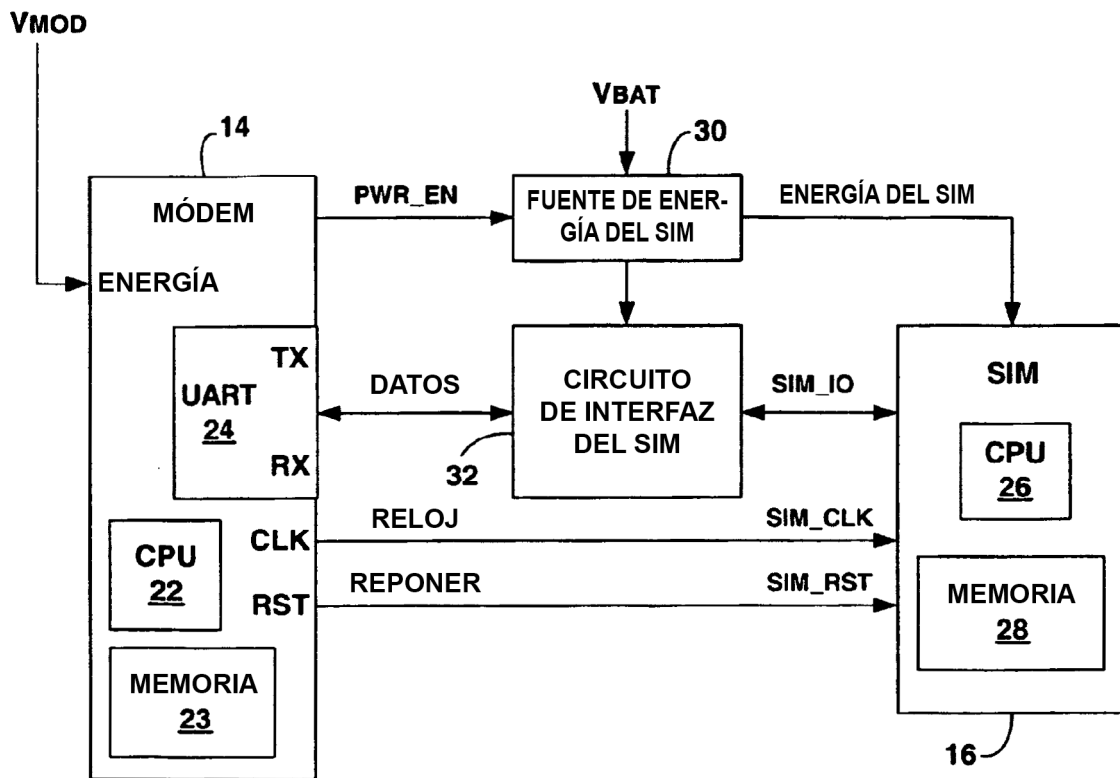 VMOD
14
MÓDEM
ENERGÍA
TX
UART
24
RX
CPU
22
CLK
RST
MEMORIA
23
PWR_EN
VBAT
30
FUENTE DE ENER-
GÍA DEL SIM
ENERGÍA DEL SIM
DATOS
CIRCUITO
DE INTERFAZ
DEL SIM
32
SIM_IO
RELOJ
SIM_CLK
REPONER
SIM_RST
SIM
CPU
26
MEMORIA
28
16